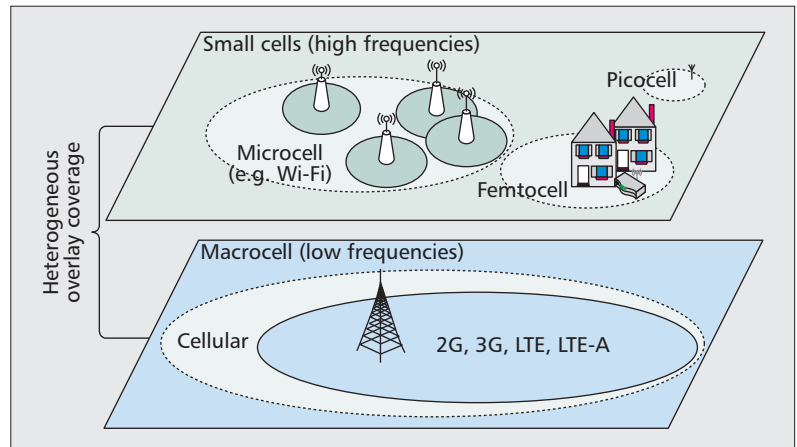 Small cells (high frequencies)
Picocell
Microcell
(e.g. Wi-Fi)
Femtocell
Heterogeneous
overlay coverage
Macrocell (low frequencies)
Cellular
2G, 3G, LTE, LTE-A